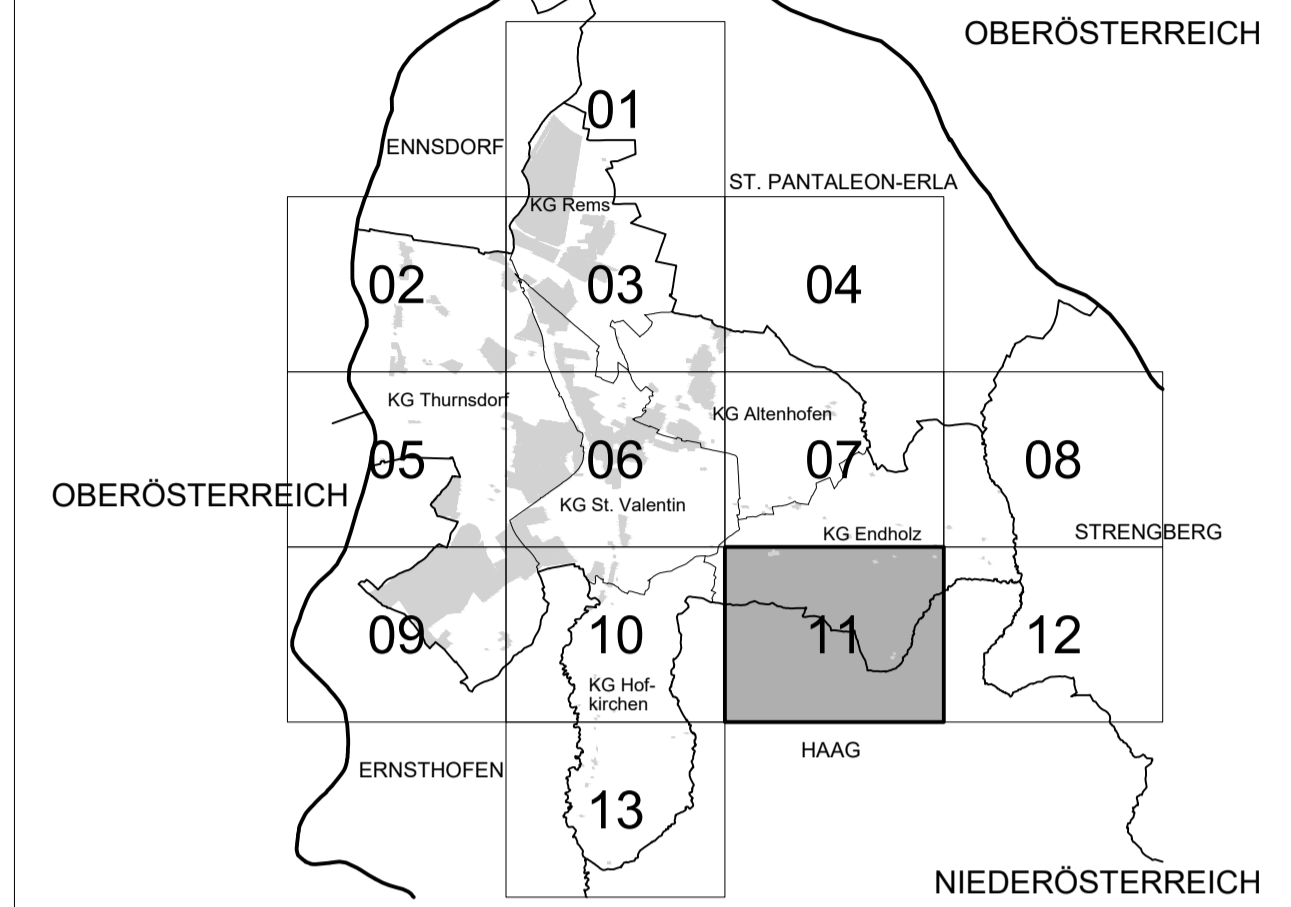 OBERÖSTERREICH
01
ENNSDORF
ST. PANTALEON-ERLA
KG Rems
02
03
04
KG Thurnsdorf
KG Altenhofen
05
06
07
08
OBERÖSTERREICH
KG St. Valentin
KG Endholz
STRENGBERG
09
10
11
12
KG Hof-
kirchen
HAAG
ERNSTHOFEN
13
NIEDERÖSTERREICH